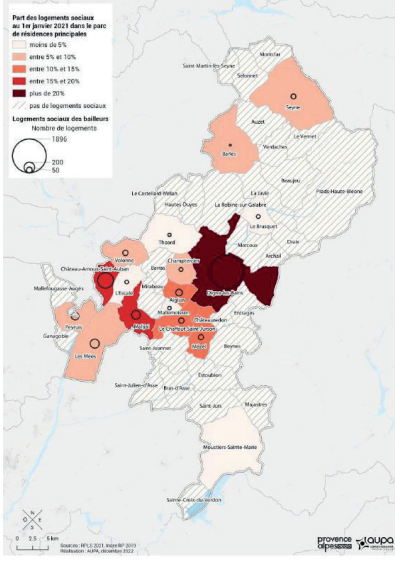 Part des logements sociaux
au 1er janvier 2021 dans le parc
de résidences principales
moins de 5%
entre 5% et 10%
entre 10% et 15%
entre 15% et 20%
plus de 20%
pas de logements sociaux
Logements sociaux des bailleurs
Nombre de logements
1896
200
50
Montclar
Saint-Martin-lès-Seyne
Selonnet
Seyne
Auzet
Le Vernet
Barles
Verdaches
Beaujeu
Prads-Haute-Bléone
Le Castellard-Mélan
La Javie
Hautes-Duyes
La Robine-sur-Galabre
Le Brusquet
Thoard
Draix
Marcoux
Archail
Volonne
Champtercier
Barras
Château-Arnoux-Saint-Auban
Digne-les-Bains
L'Escale
Mirabeau
Mallefougasse-Augès
Aiglun
Mallemoisson
Entrages
Peyruis
Malijai
Châteauredon
Le Chaffaut-Saint-Jurson
Ganagobie
Mézel
Les Mées
Saint-Jeannet
Beynes
Estoublon
Saint-Julien-d'Asse
Bras-d'Asse
Saint-Jurs
Majastres
Moustiers-Sainte-Marie
Sainte-Croix-du-Verdon
N
O E
S
0 2.5 5 km
Sources : RPLS 2021, Insee RP 2019
Réalisation : AUPA, décembre 2022
provence
alpes
aupa